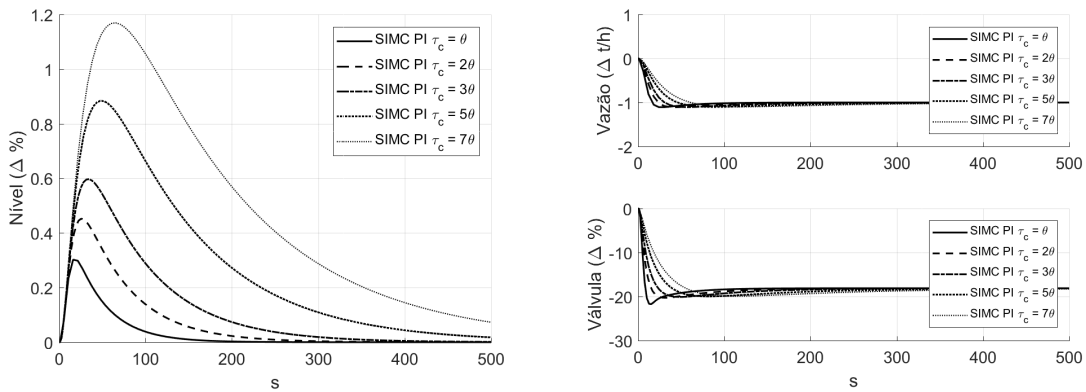 Nível (Δ %)
1.2
1
0.8
0.6
0.4
0.2
0
0
100
200
300
400
500
s
SIMC PI τc = θ
SIMC PI τc = 2θ
SIMC PI τc = 3θ
SIMC PI τc = 5θ
SIMC PI τc = 7θ
Vazão (Δ t/h)
1
0
-1
-2
0
100
200
300
400
500
SIMC PI τc = θ
SIMC PI τc = 2θ
SIMC PI τc = 3θ
SIMC PI τc = 5θ
SIMC PI τc = 7θ
Válvula (Δ %)
0
-10
-20
-30
0
100
200
300
400
500
s
SIMC PI τc = θ
SIMC PI τc = 2θ
SIMC PI τc = 3θ
SIMC PI τc = 5θ
SIMC PI τc = 7θ